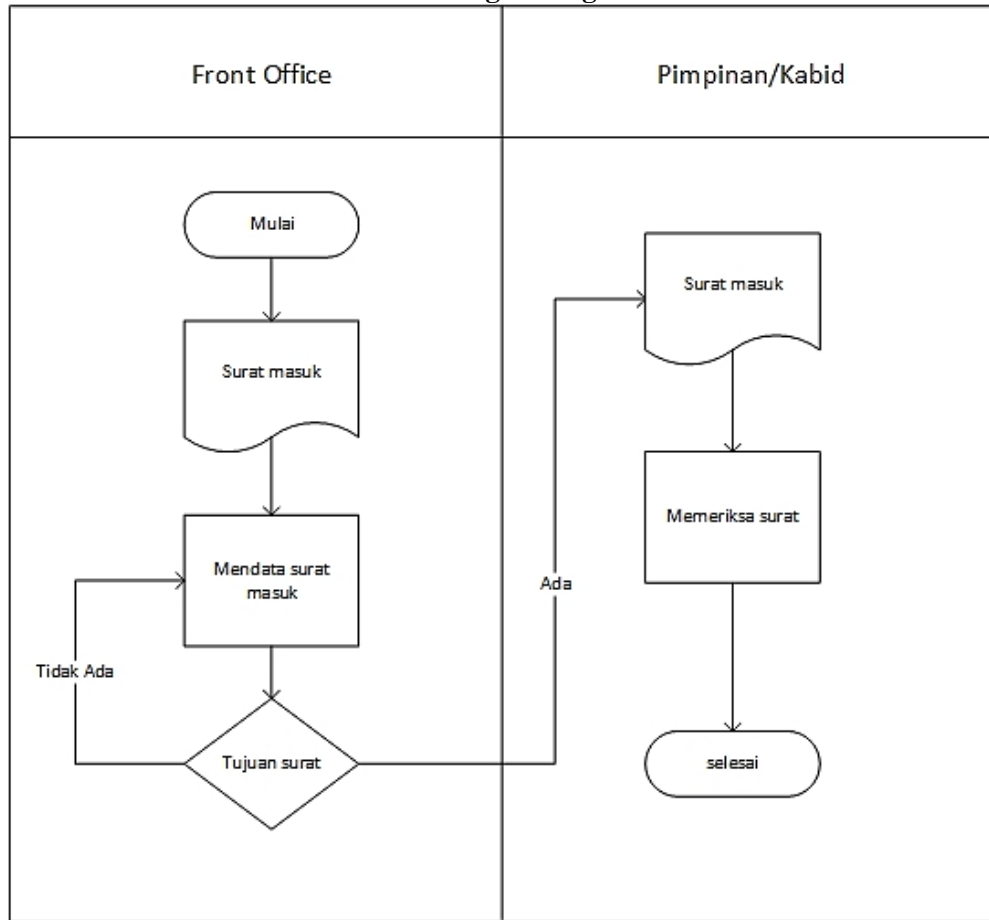 Front Office
Pimpinan/Kabid
Mulai
Surat masuk
Mendata surat
masuk
Tidak Ada
Tujuan surat
Ada
Surat masuk
Memeriksa surat
selesai